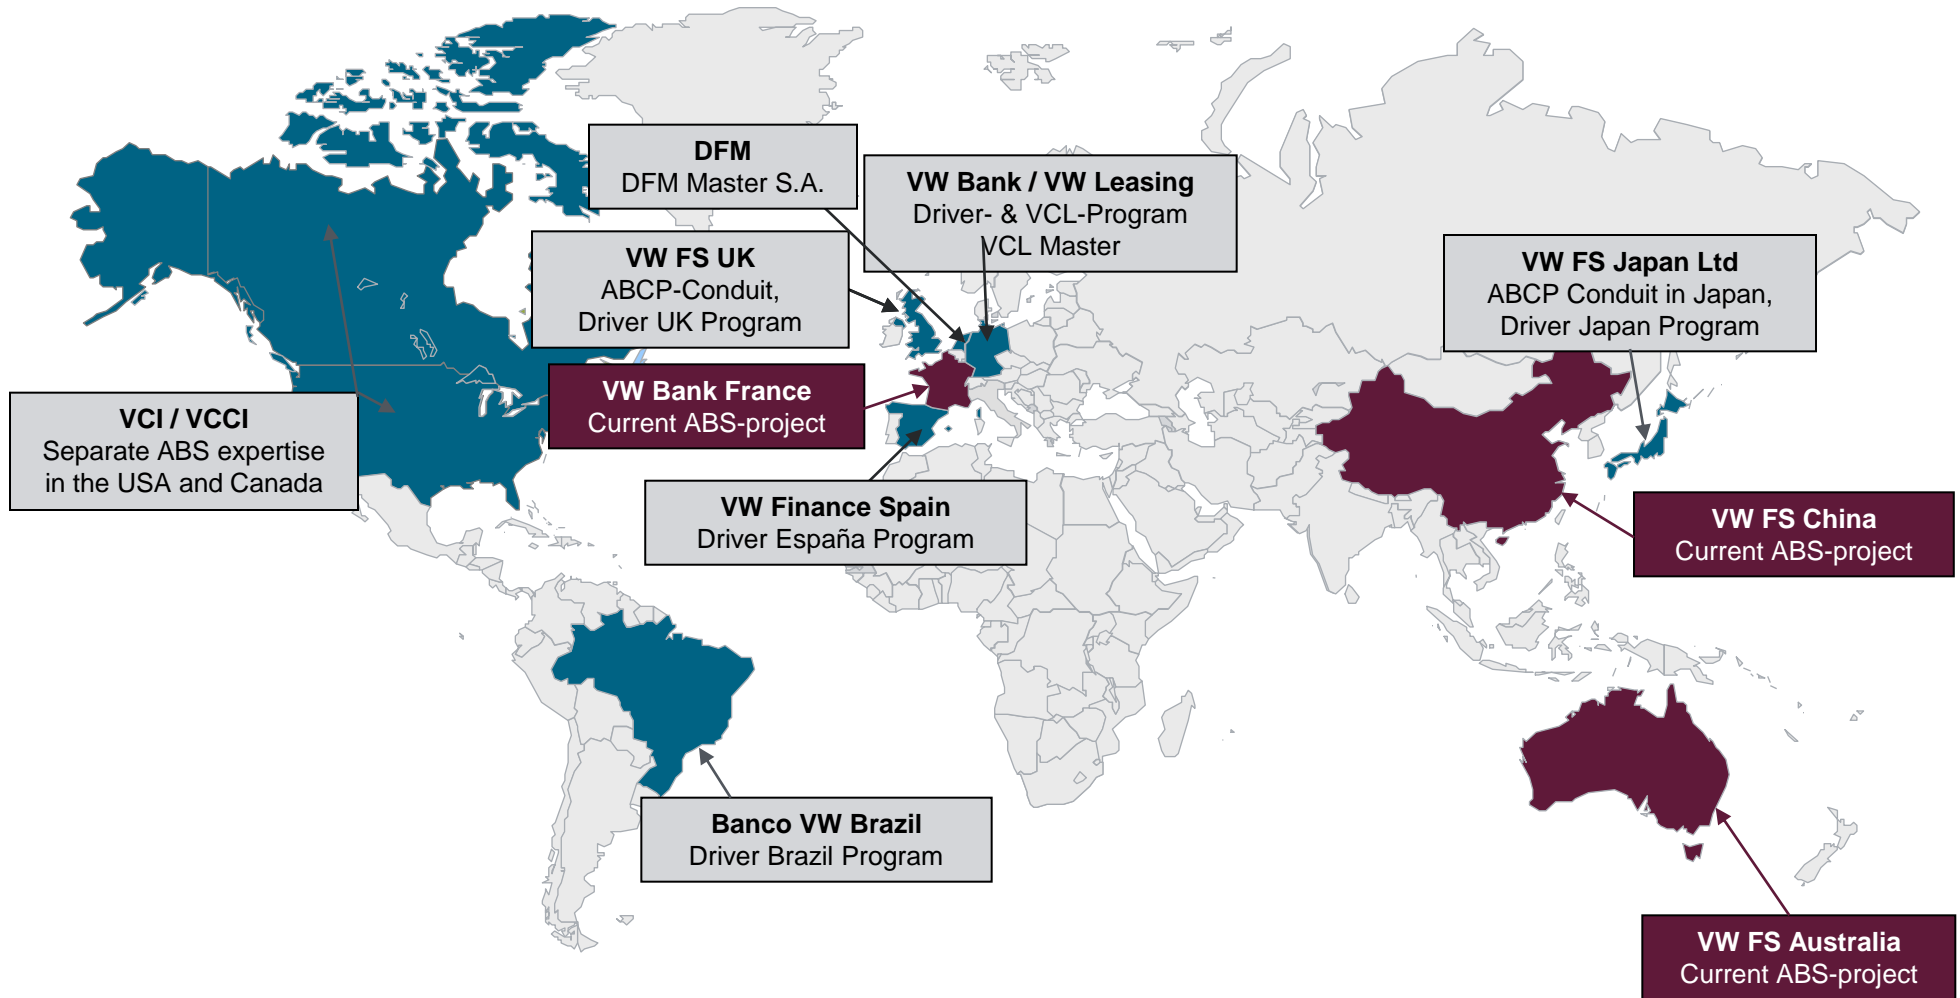 DFM
DFM Master S.A.
VW Bank / VW Leasing
Driver- & VCL-Program
VCL Master
VW FS UK
ABCP-Conduit,
Driver UK Program
VW FS Japan Ltd
ABCP Conduit in Japan,
Driver Japan Program
VW Bank France
Current ABS-project
VCI / VCCI
Separate ABS expertise
in the USA and Canada
VW Finance Spain
Driver España Program
VW FS China
Current ABS-project
Banco VW Brazil
Driver Brazil Program
VW FS Australia
Current ABS-project